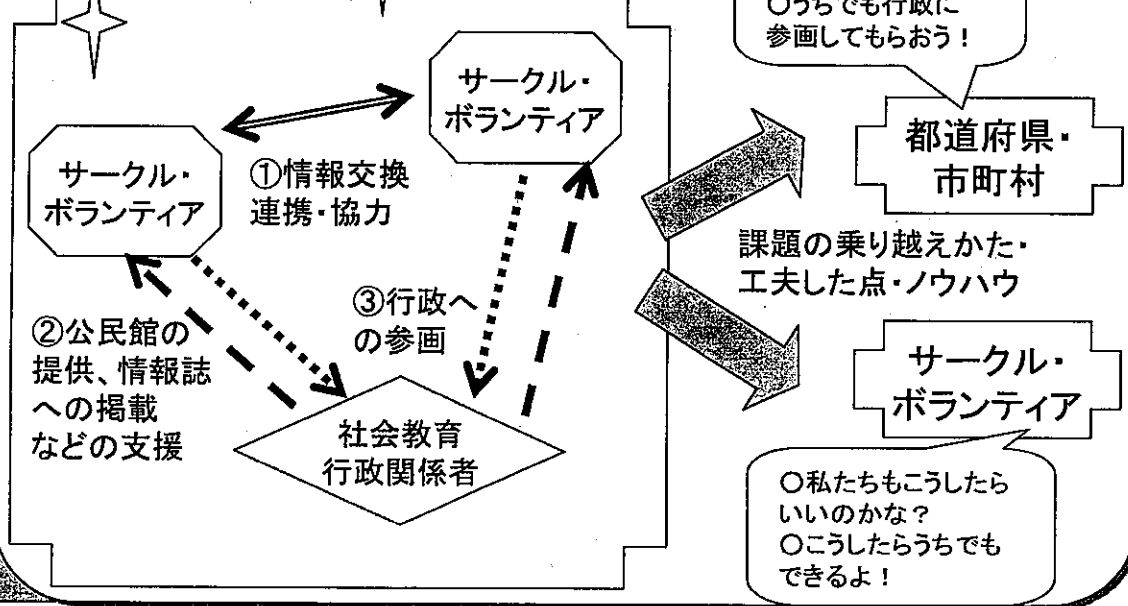 ○うちでも行政に
参画してもらおう！
サークル・
ボランティア
サークル・
ボランティア
①情報交換
連携・協力
②公民館の
提供、情報誌
への掲載
などの支援
③行政へ
の参画
社会教育
行政関係者
都道府県・
市町村
課題の乗り越えかた・
工夫した点・ノウハウ
サークル・
ボランティア
○私たちもこうしたら
いいのかな？
○こうしたらうちでも
できるよ！